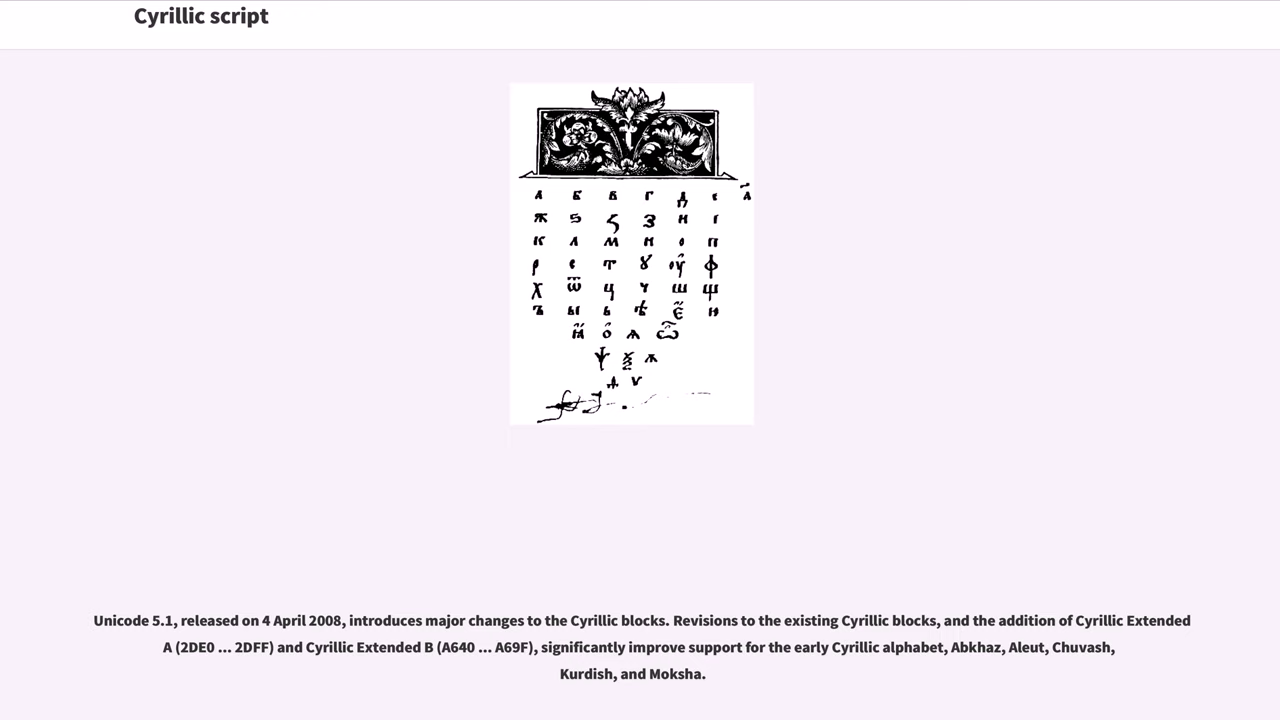 Cyrillic script
А Б В Г Д Є А҃
Ж Ѕ Ꙁ З И І
К Л М Н О П
Р С Т Ꙋ Оу Ф
Х Ѿ Ц Ч Ш Щ
Ъ Ы Ь Ѣ Є И
Н О Ѫ Ѽ
Ѱ Ѯ Ѫ
Ѧ Ѵ
Unicode 5.1, released on 4 April 2008, introduces major changes to the Cyrillic blocks. Revisions to the existing Cyrillic blocks, and the addition of Cyrillic Extended
A (2DE0 ... 2DFF) and Cyrillic Extended B (A640 ... A69F), significantly improve support for the early Cyrillic alphabet, Abkhaz, Aleut, Chuvash,
Kurdish, and Moksha.